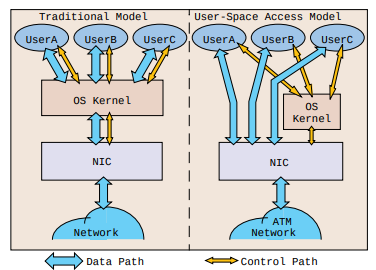 Traditional Model
User-Space Access Model
UserA
UserB
UserC
UserA
UserB
UserC
OS Kernel
OS
Kernel
NIC
NIC
Network
ATM
Network
Data Path
Control Path